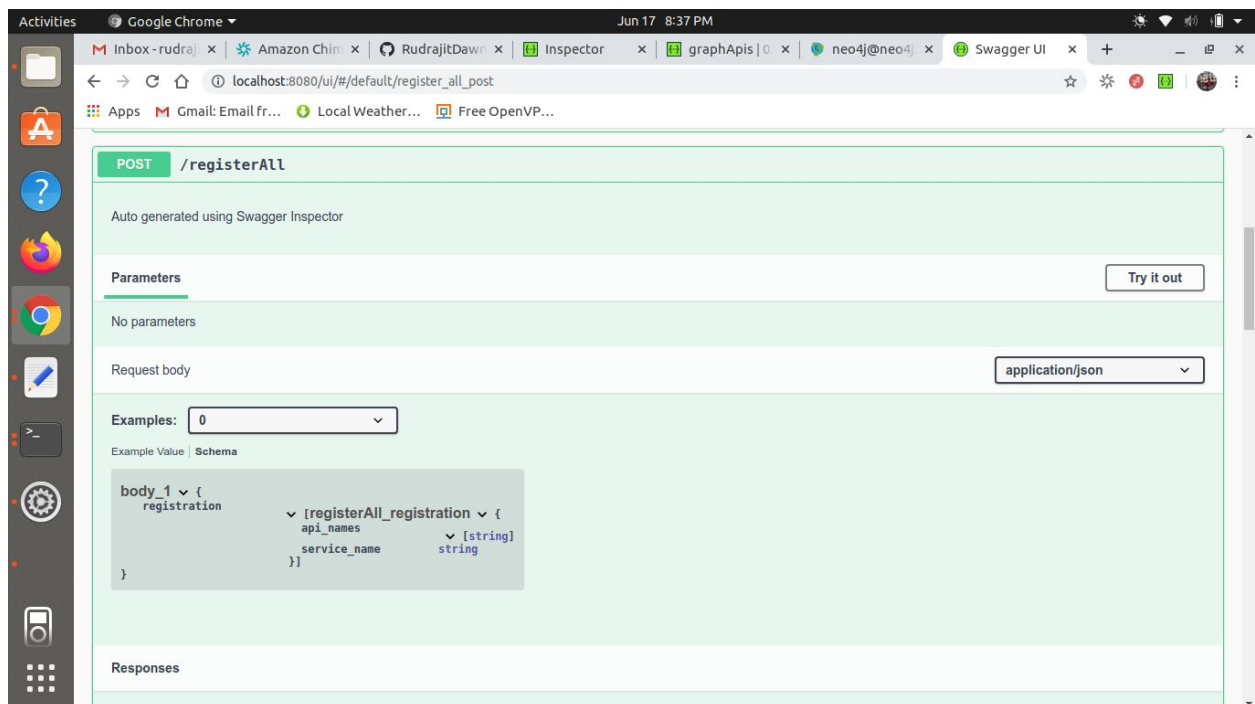 Activities Google Chrome Jun 17 8:37 PM
Inbox - rudraji Amazon Chim RudrajitDawn Inspector graphApis | 0. neo4j@neo4j Swagger UI
localhost:8080/ui/#/default/register_all_post
Apps Gmail: Email fr... Local Weather... Free OpenVP...
POST /registerAll
Auto generated using Swagger Inspector
Parameters Try it out
No parameters
Request body application/json
Examples: 0
Example Value Schema
body_1 {
registration
[registerAll_registration {
api_names
[string]
service_name string
}]
}
Responses